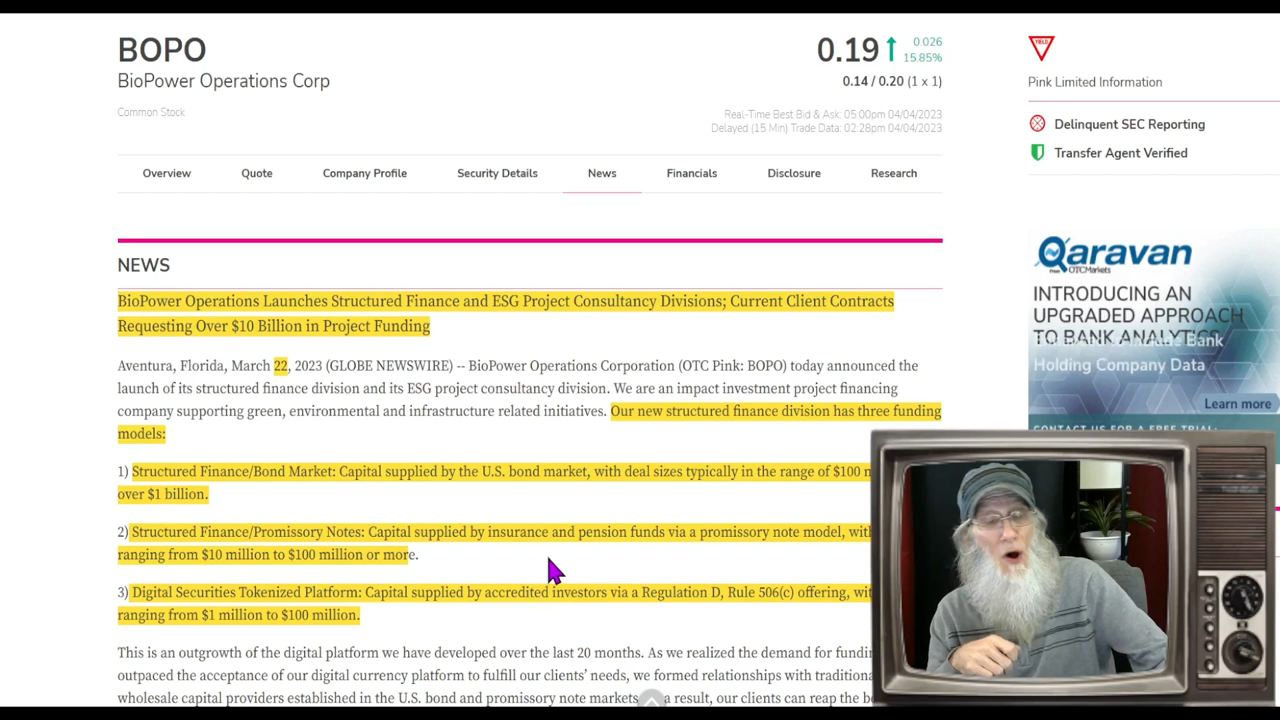 BOPO
BioPower Operations Corp
Common Stock
0.19
0.026
15.85%
0.14 / 0.20 (1 x 1)
Real-Time Best Bid & Ask: 05:00pm 04/04/2023
Delayed (15 Min) Trade Data: 02:28pm 04/04/2023
YIELD
Pink Limited Information
Delinquent SEC Reporting
Transfer Agent Verified
Overview Quote Company Profile Security Details News Financials Disclosure Research
NEWS
BioPower Operations Launches Structured Finance and ESG Project Consultancy Divisions; Current Client Contracts
Requesting Over $10 Billion in Project Funding
Aventura, Florida, March 22, 2023 (GLOBE NEWSWIRE) -- BioPower Operations Corporation (OTC Pink: BOPO) today announced the
launch of its structured finance division and its ESG project consultancy division. We are an impact investment project financing
company supporting green, environmental and infrastructure related initiatives. Our new structured finance division has three funding
models:
1) Structured Finance/Bond Market: Capital supplied by the U.S. bond market, with deal sizes typically in the range of $100 m
over $1 billion.
2) Structured Finance/Promissory Notes: Capital supplied by insurance and pension funds via a promissory note model, with
ranging from $10 million to $100 million or more.
3) Digital Securities Tokenized Platform: Capital supplied by accredited investors via a Regulation D, Rule 506(c) offering, wit
ranging from $1 million to $100 million.
This is an outgrowth of the digital platform we have developed over the last 20 months. As we realized the demand for fundin
outpaced the acceptance of our digital currency platform to fulfill our clients' needs, we formed relationships with traditiona
wholesale capital providers established in the U.S. bond and promissory note markets. a result, our clients can reap the be
Qaravan
OTCMarkets
INTRODUCING AN
UPGRADED APPROACH
TO BANK ANALYTICS
Bank
Holding Company Data
Learn more
CONTACT US FOR A FREE TRIAL: